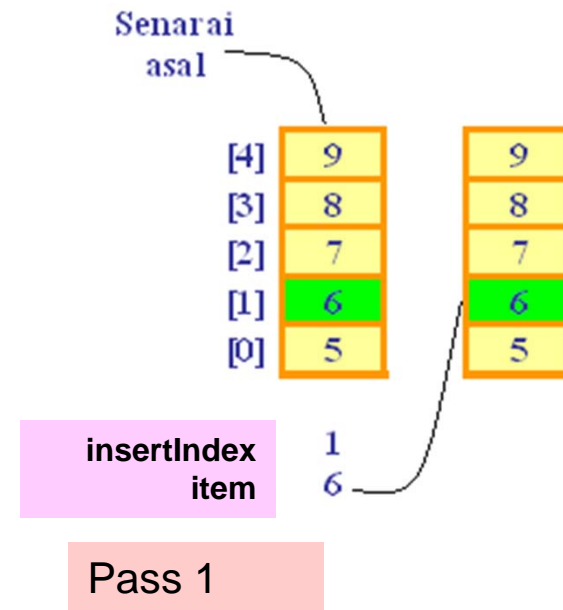 Senarai
asal
[4] 9 9
[3] 8 8
[2] 7 7
[1] 6 6
[0] 5 5
insertIndex 1
item 6
Pass 1